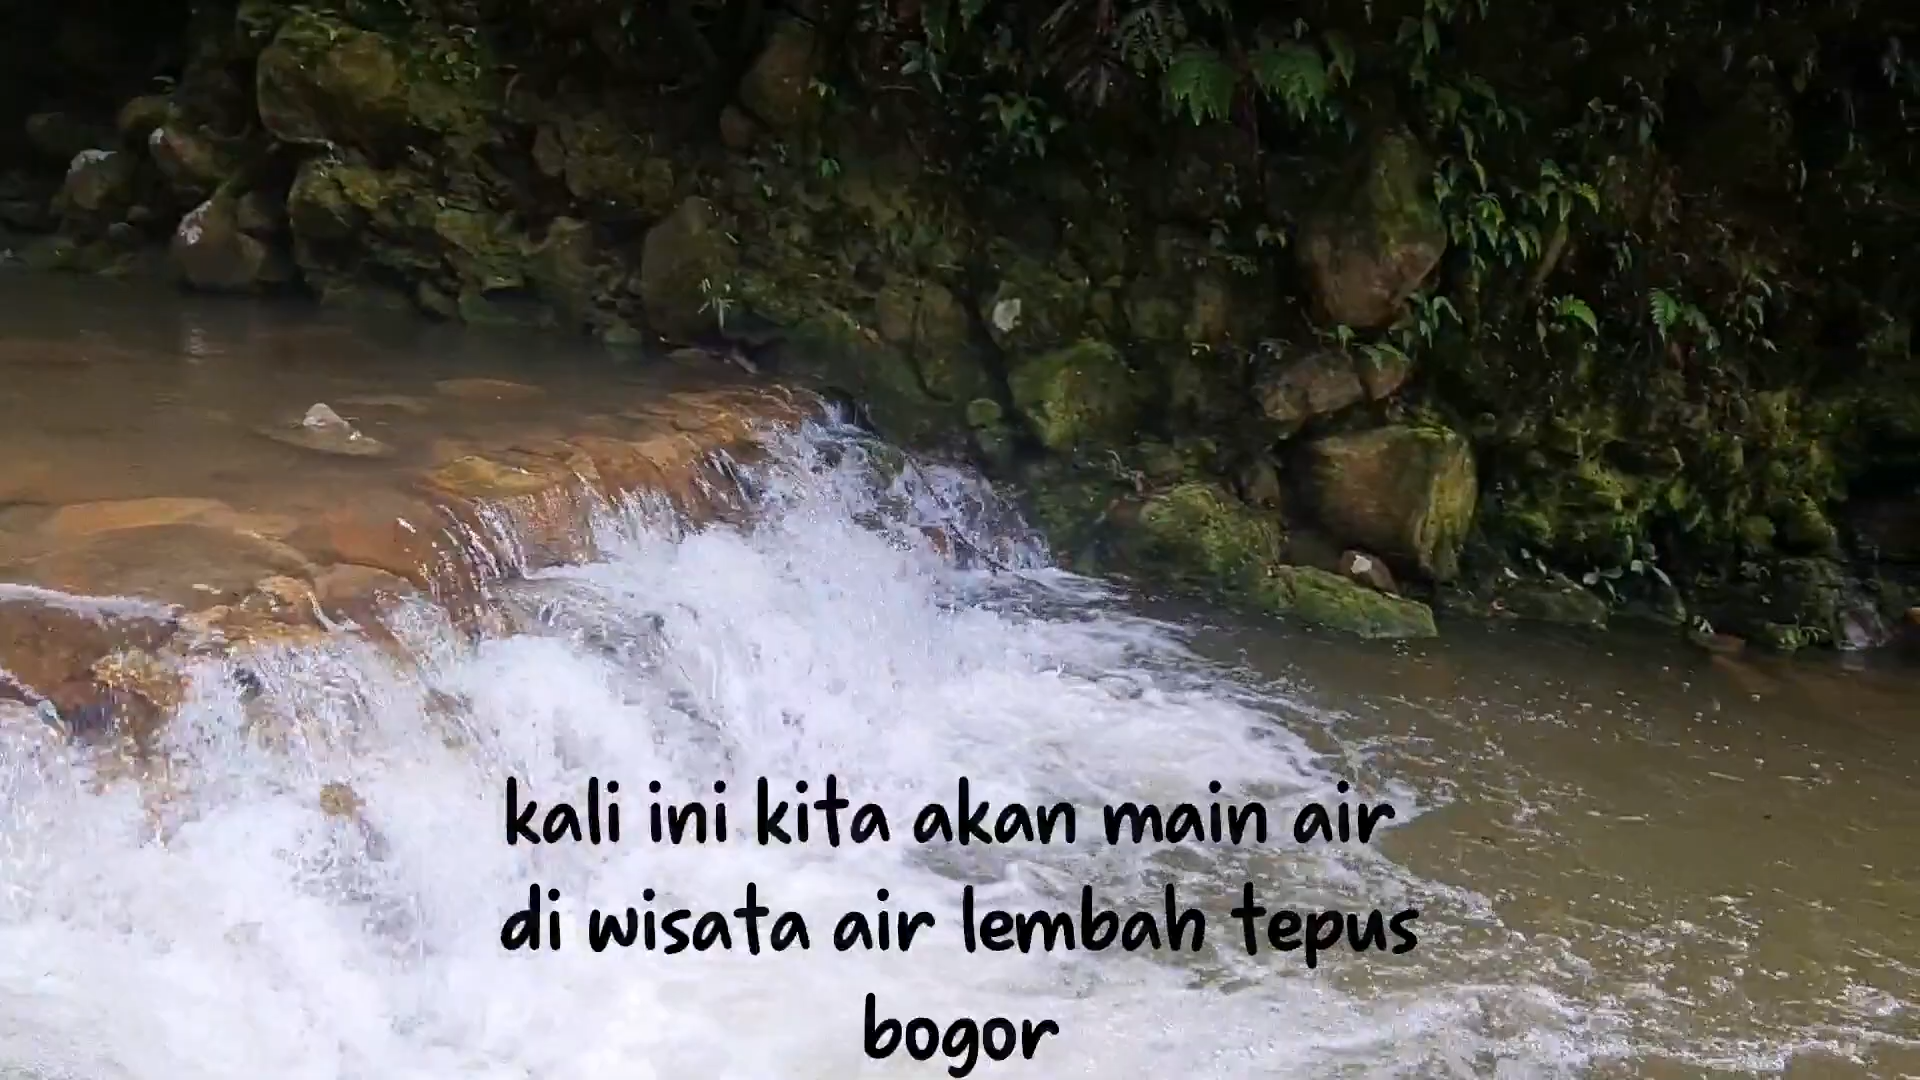 kali ini kita akan main air
di wisata air lembah tepus
bogor